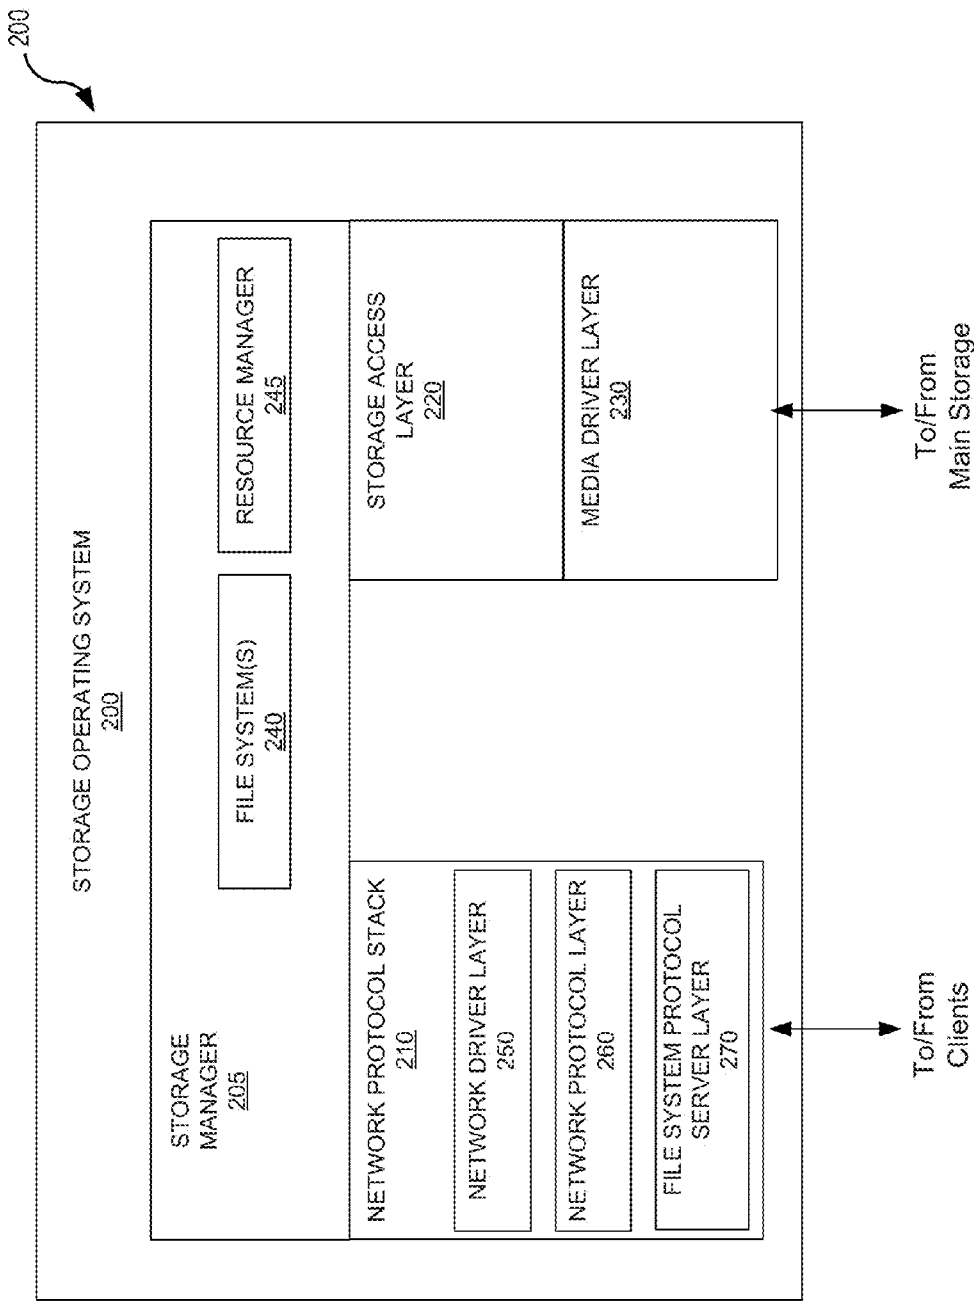 200
STORAGE OPERATING SYSTEM
200
STORAGE
MANAGER
205
FILE SYSTEM(S)
240
RESOURCE MANAGER
245
NETWORK PROTOCOL STACK
210
NETWORK DRIVER LAYER
250
NETWORK PROTOCOL LAYER
260
FILE SYSTEM PROTOCOL
SERVER LAYER
270
STORAGE ACCESS
LAYER
220
MEDIA DRIVER LAYER
230
To/From
Clients
To/From
Main Storage